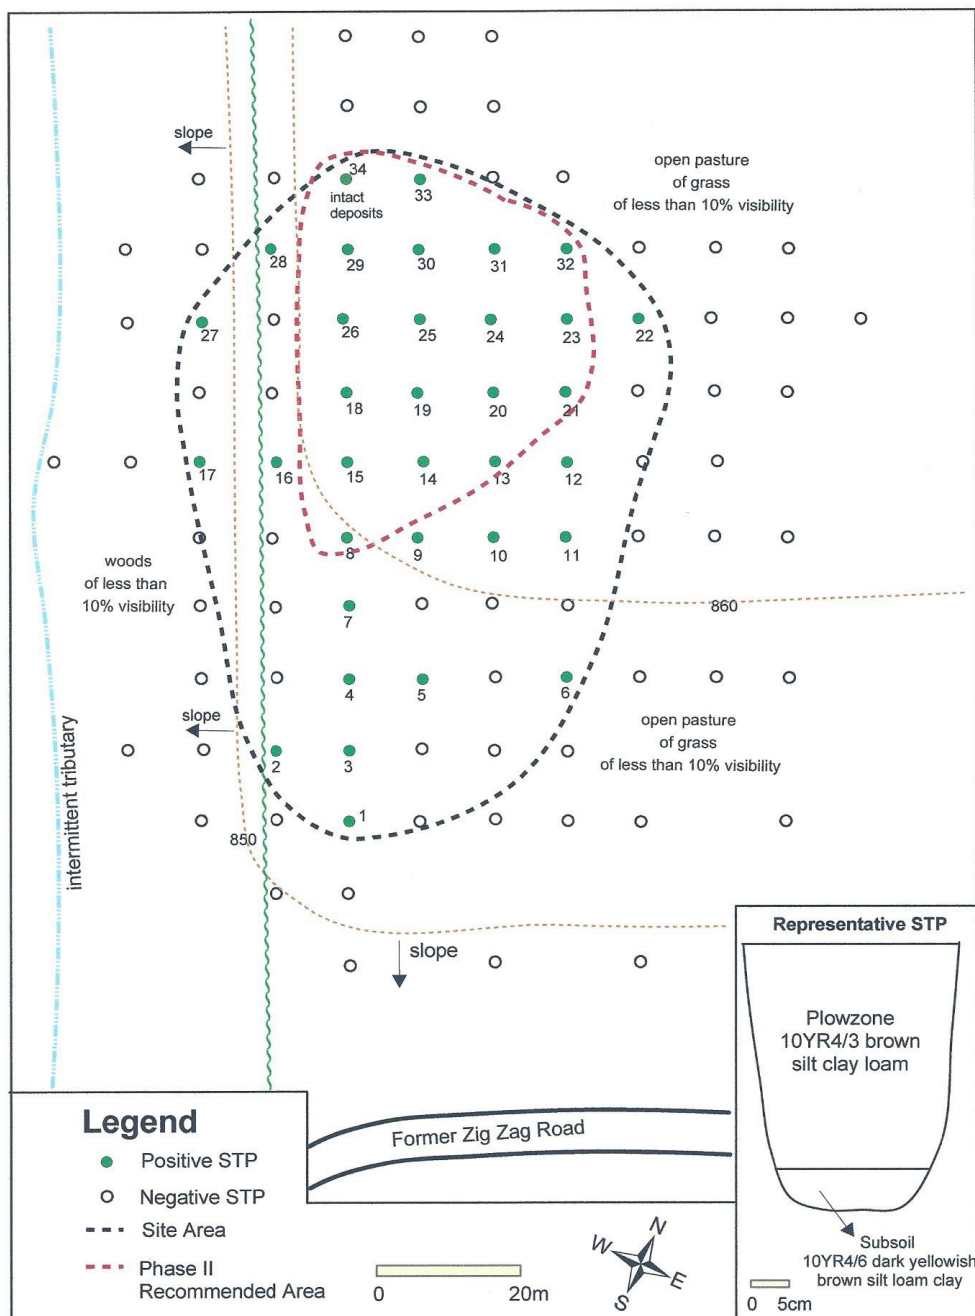 slope
34
33
intact
deposits
open pasture
of grass
of less than 10% visibility
28
29
30
31
32
27
26
25
24
23
22
18
19
20
21
17
16
15
14
13
12
8
9
10
11
woods
of less than
10% visibility
7
860
4
5
6
slope
open pasture
of grass
of less than 10% visibility
2
3
1
850
intermittent tributary
slope
Representative STP
Plowzone
10YR4/3 brown
silt clay loam
Subsoil
10YR4/6 dark yellowish
brown silt loam clay
0 5cm
Former Zig Zag Road
Legend
Positive STP
Negative STP
Site Area
Phase II
Recommended Area
0 20m
N
W
E
S